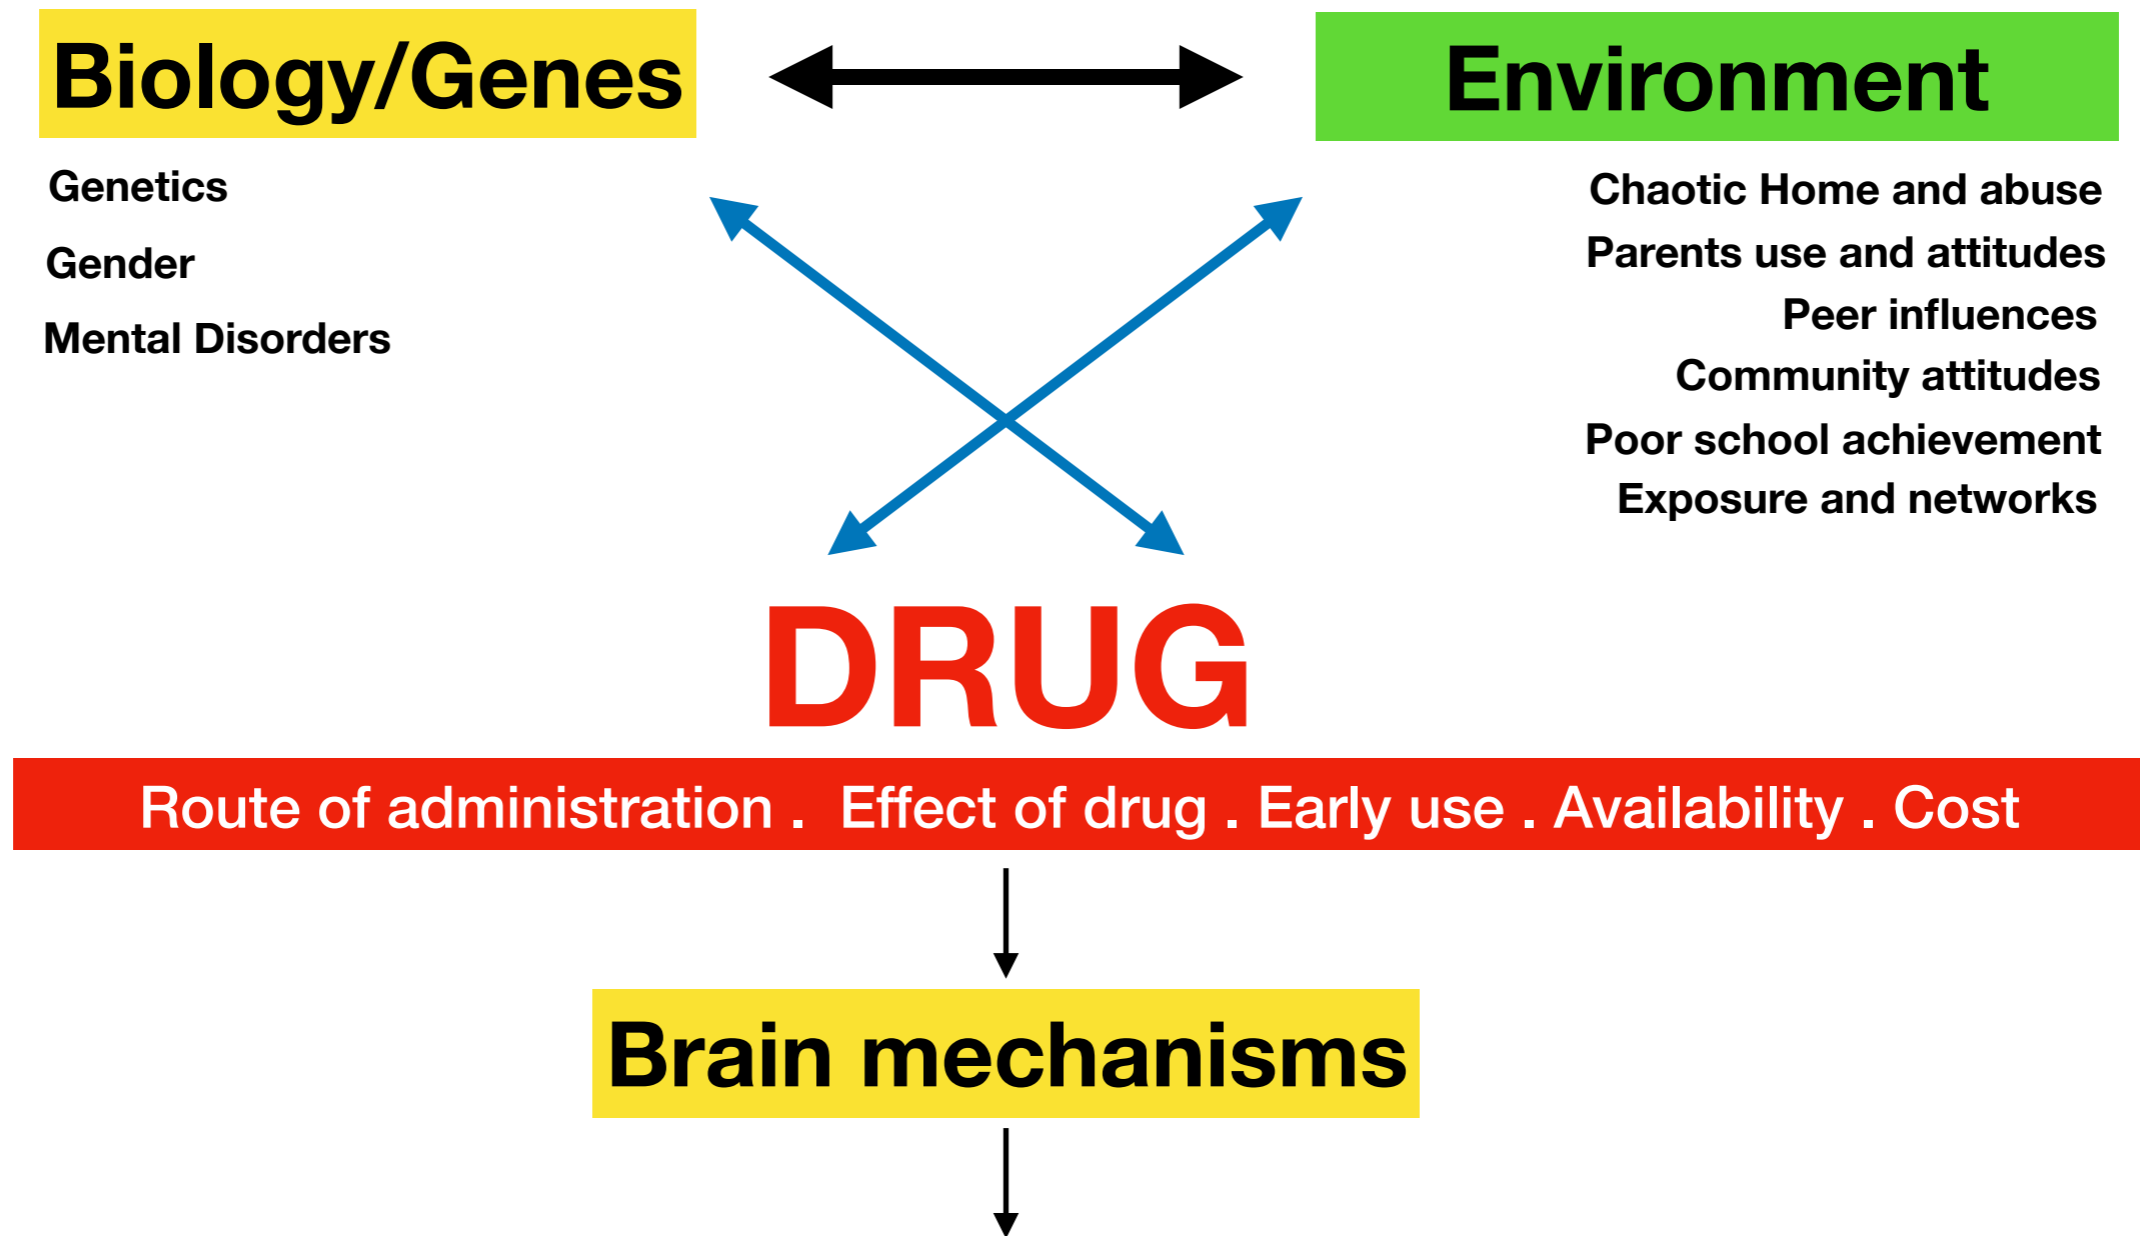 Biology/Genes
Environment
Genetics
Gender
Mental Disorders
Chaotic Home and abuse
Parents use and attitudes
Peer influences
Community attitudes
Poor school achievement
Exposure and networks
DRUG
Route of administration . Effect of drug . Early use . Availability . Cost
Brain mechanisms